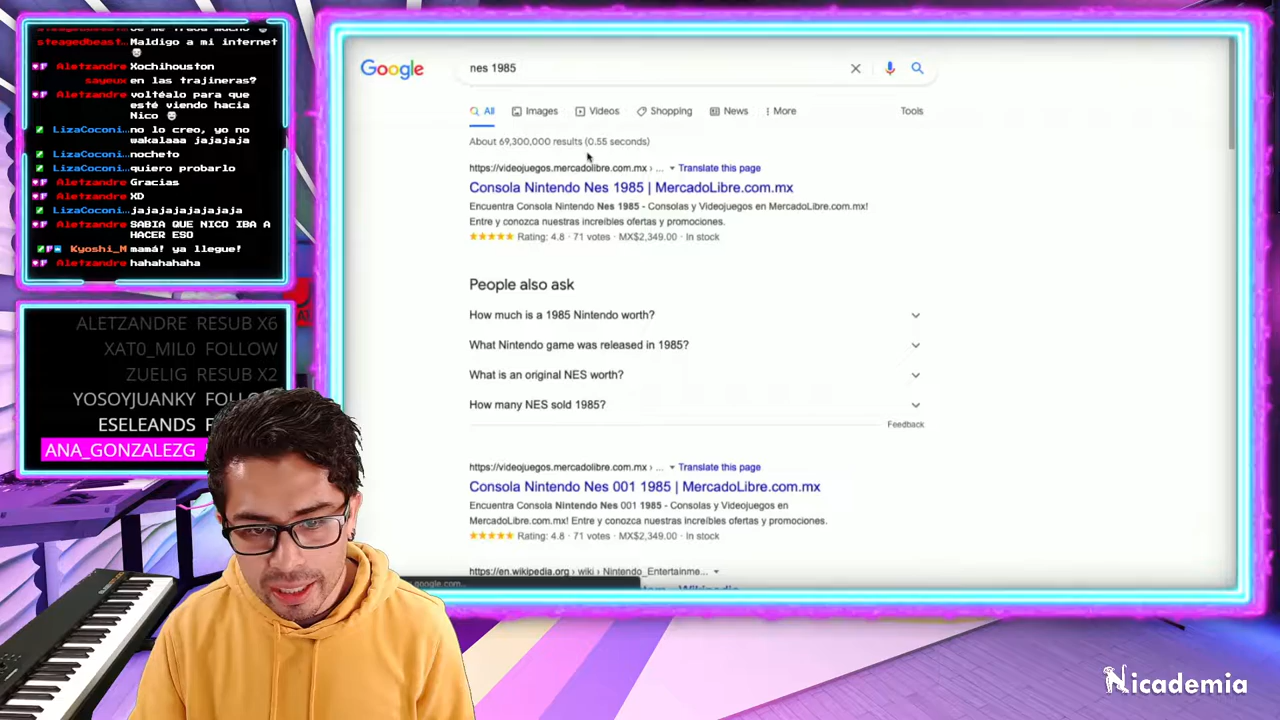 steagedbeast.. Maldigo a mi internet
Aletzandre Xochihouston
sayeux en las trajineras?
Aletzandre voltéalo para que
esté viendo hacia
Nico
LizaCoconi.. no lo creo, yo no
wakalaaa jajajaja
LizaCoconi.. nocheto
LizaCoconi.. quiero probarlo
Aletzandre Gracias
Aletzandre XD
LizaCoconi.. jajajajajajajaja
Aletzandre SABIA QUE NICO IBA A
HACER ESO
Kyoshi_M mamá! ya llegue!
Aletzandre hahahahaha
ALETZANDRE RESUB X6
XAT0_MIL0 FOLLOW
ZUELIG RESUB X2
YOSOYJUANKY
ESELEANDS
ANA_GONZALEZG
Google
nes 1985
All Images Videos Shopping News More Tools
About 69,300,000 results (0.55 seconds)
https://videojuegos.mercadolibre.com.mx › ... Translate this page
Consola Nintendo Nes 1985 | MercadoLibre.com.mx
Encuentra Consola Nintendo Nes 1985 - Consolas y Videojuegos en MercadoLibre.com.mx!
Entre y conozca nuestras increíbles ofertas y promociones.
Rating: 4.8 · 71 votes · MX$2,349.00 · In stock
People also ask
How much is a 1985 Nintendo worth?
What Nintendo game was released in 1985?
What is an original NES worth?
How many NES sold 1985?
Feedback
https://videojuegos.mercadolibre.com.mx › ... Translate this page
Consola Nintendo Nes 001 1985 | MercadoLibre.com.mx
Encuentra Consola Nintendo Nes 001 1985 - Consolas y Videojuegos en
MercadoLibre.com.mx! Entre y conozca nuestras increíbles ofertas y promociones.
Rating: 4.8 · 71 votes · MX$2,349.00 · In stock
https://en.wikipedia.org › wiki › Nintendo_Entertainme...
Nicademia